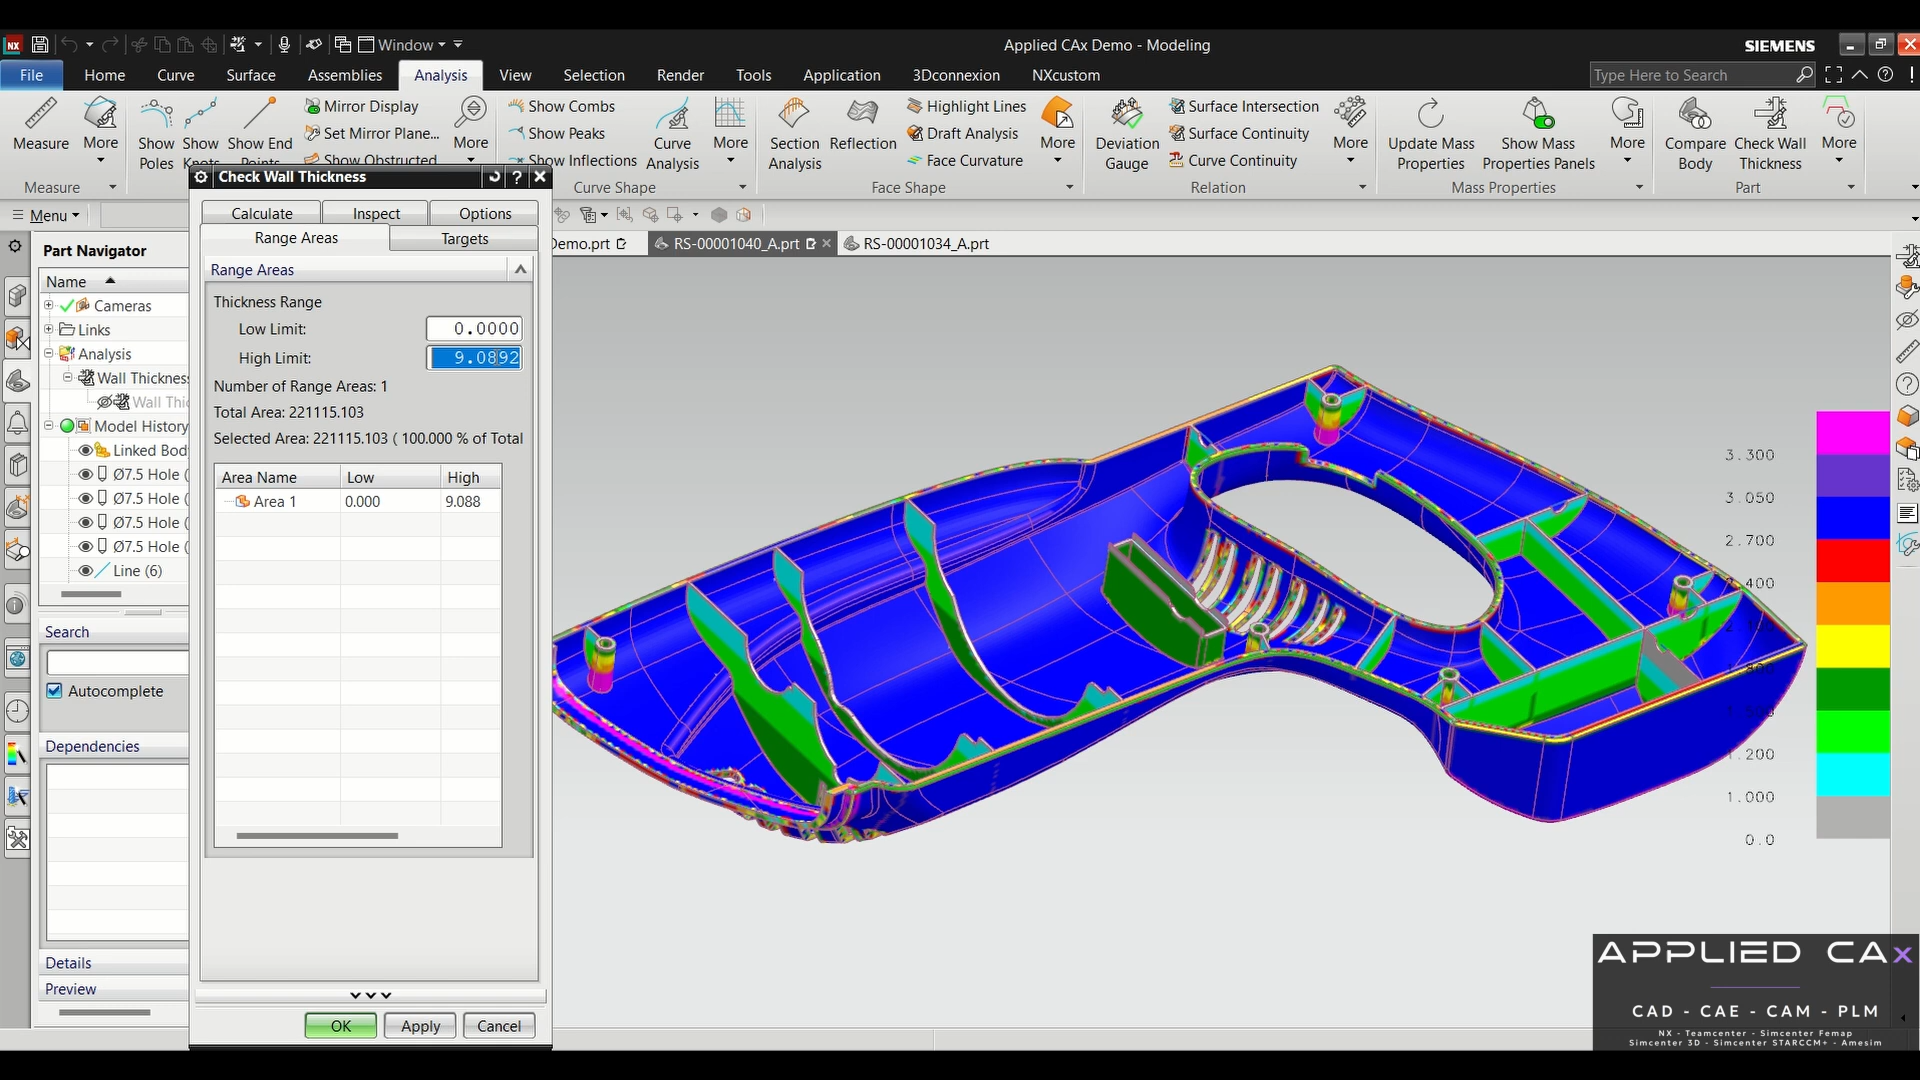 NX
Window
Applied CAx Demo - Modeling
SIEMENS
File
Home
Curve
Surface
Assemblies
Analysis
View
Selection
Render
Tools
Application
3Dconnexion
NXcustom
Type Here to Search
Measure
More
Show Poles
Show Knots
Show End Points
Mirror Display
Set Mirror Plane...
Show Obstructed
More
Show Combs
Show Peaks
Show Inflections
Curve Analysis
More
Section Analysis
Reflection
Highlight Lines
Draft Analysis
Face Curvature
More
Deviation Gauge
Surface Intersection
Surface Continuity
Curve Continuity
More
Update Mass Properties
Show Mass Properties Panels
More
Compare Body
Check Wall Thickness
More
Measure
Curve Shape
Face Shape
Relation
Mass Properties
Part
Menu
Demo.prt
RS-00001040_A.prt
RS-00001034_A.prt
Part Navigator
Name
Cameras
Links
Analysis
Wall Thickness
Wall Thi
Model History
Linked Bod
Ø7.5 Hole (
Ø7.5 Hole (
Ø7.5 Hole (
Ø7.5 Hole (
Line (6)
Search
Autocomplete
Dependencies
Details
Preview
Check Wall Thickness
Calculate
Inspect
Options
Range Areas
Targets
Range Areas
Thickness Range
Low Limit:
0.0000
High Limit:
9.0892
Number of Range Areas: 1
Total Area: 221115.103
Selected Area: 221115.103 ( 100.000 % of Total
Area Name
Low
High
Area 1
0.000
9.088
OK
Apply
Cancel
3.300
3.050
2.700
2.400
1.200
1.000
0.0
APPLIED CAx
CAD - CAE - CAM - PLM
NX - Teamcenter - Simcenter Femap
Simcenter 3D - Simcenter STARCCM+ - Amesim